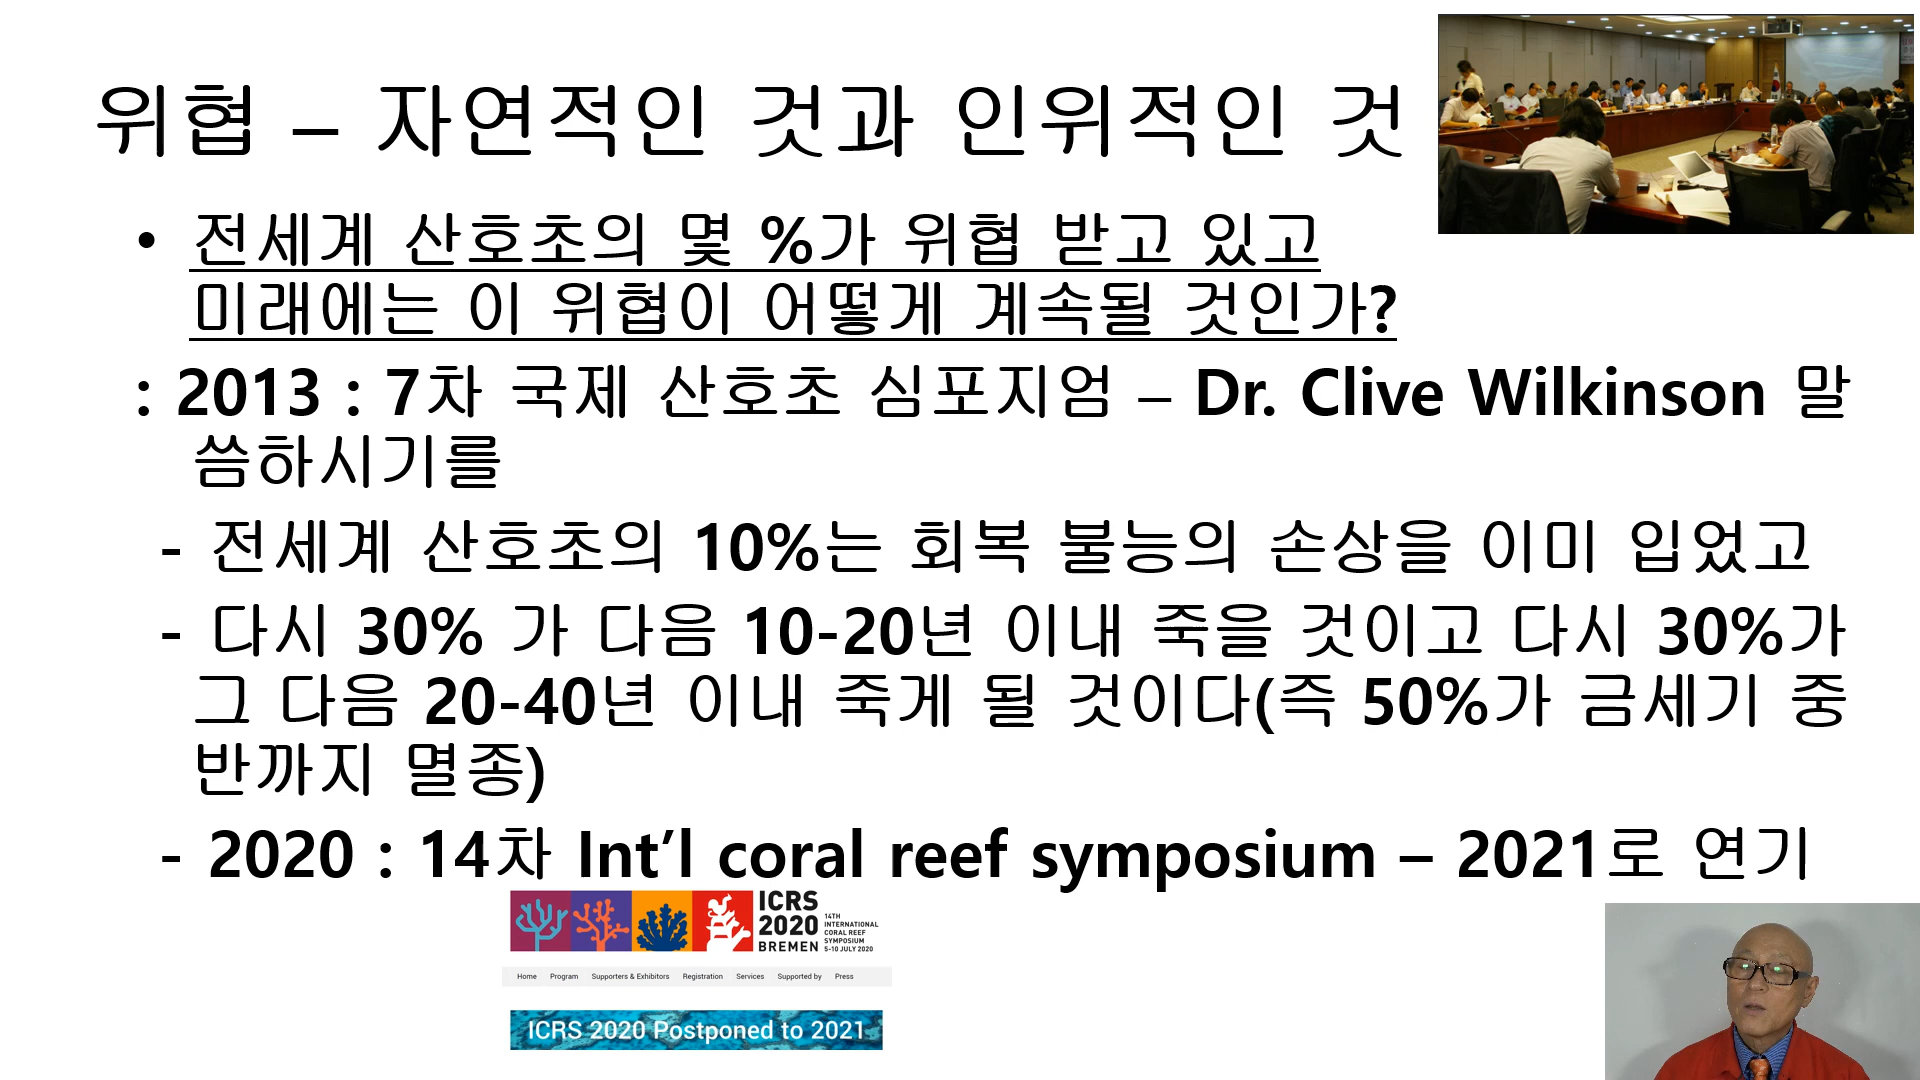 위협 – 자연적인 것과 인위적인 것
• 전세계 산호초의 몇 %가 위협 받고 있고
미래에는 이 위협이 어떻게 계속될 것인가?
: 2013 : 7차 국제 산호초 심포지엄 – Dr. Clive Wilkinson 말
씀하시기를
- 전세계 산호초의 10%는 회복 불능의 손상을 이미 입었고
- 다시 30% 가 다음 10-20년 이내 죽을 것이고 다시 30%가
그 다음 20-40년 이내 죽게 될 것이다(즉 50%가 금세기 중
반까지 멸종)
- 2020 : 14차 Int’l coral reef symposium – 2021로 연기
ICRS
2020
BREMEN
14TH
INTERNATIONAL
CORAL REEF
SYMPOSIUM
5-10 JULY 2020
Home Program Supporters & Exhibitors Registration Services Supported by Press
ICRS 2020 Postponed to 2021